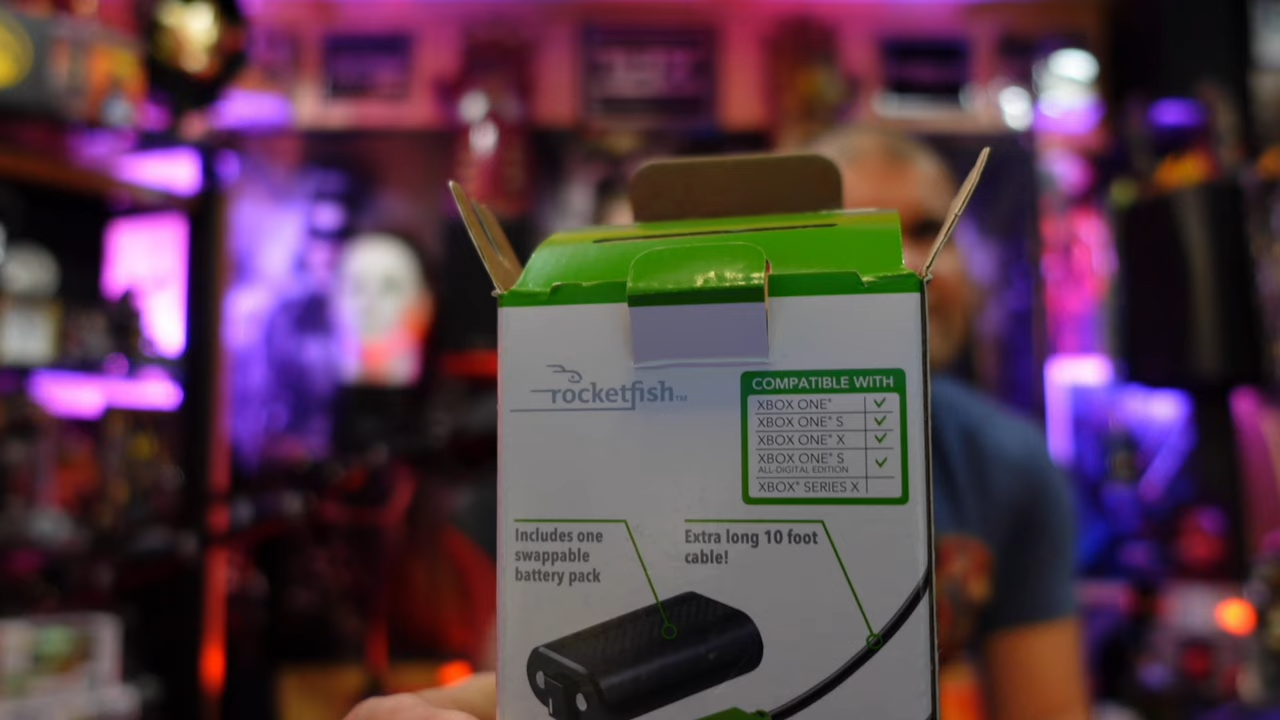 rocketfish™
COMPATIBLE WITH
XBOX ONE®
XBOX ONE® S
XBOX ONE® X
XBOX ONE® S
ALL-DIGITAL EDITION
XBOX® SERIES X
Includes one
swappable
battery pack
Extra long 10 foot
cable!